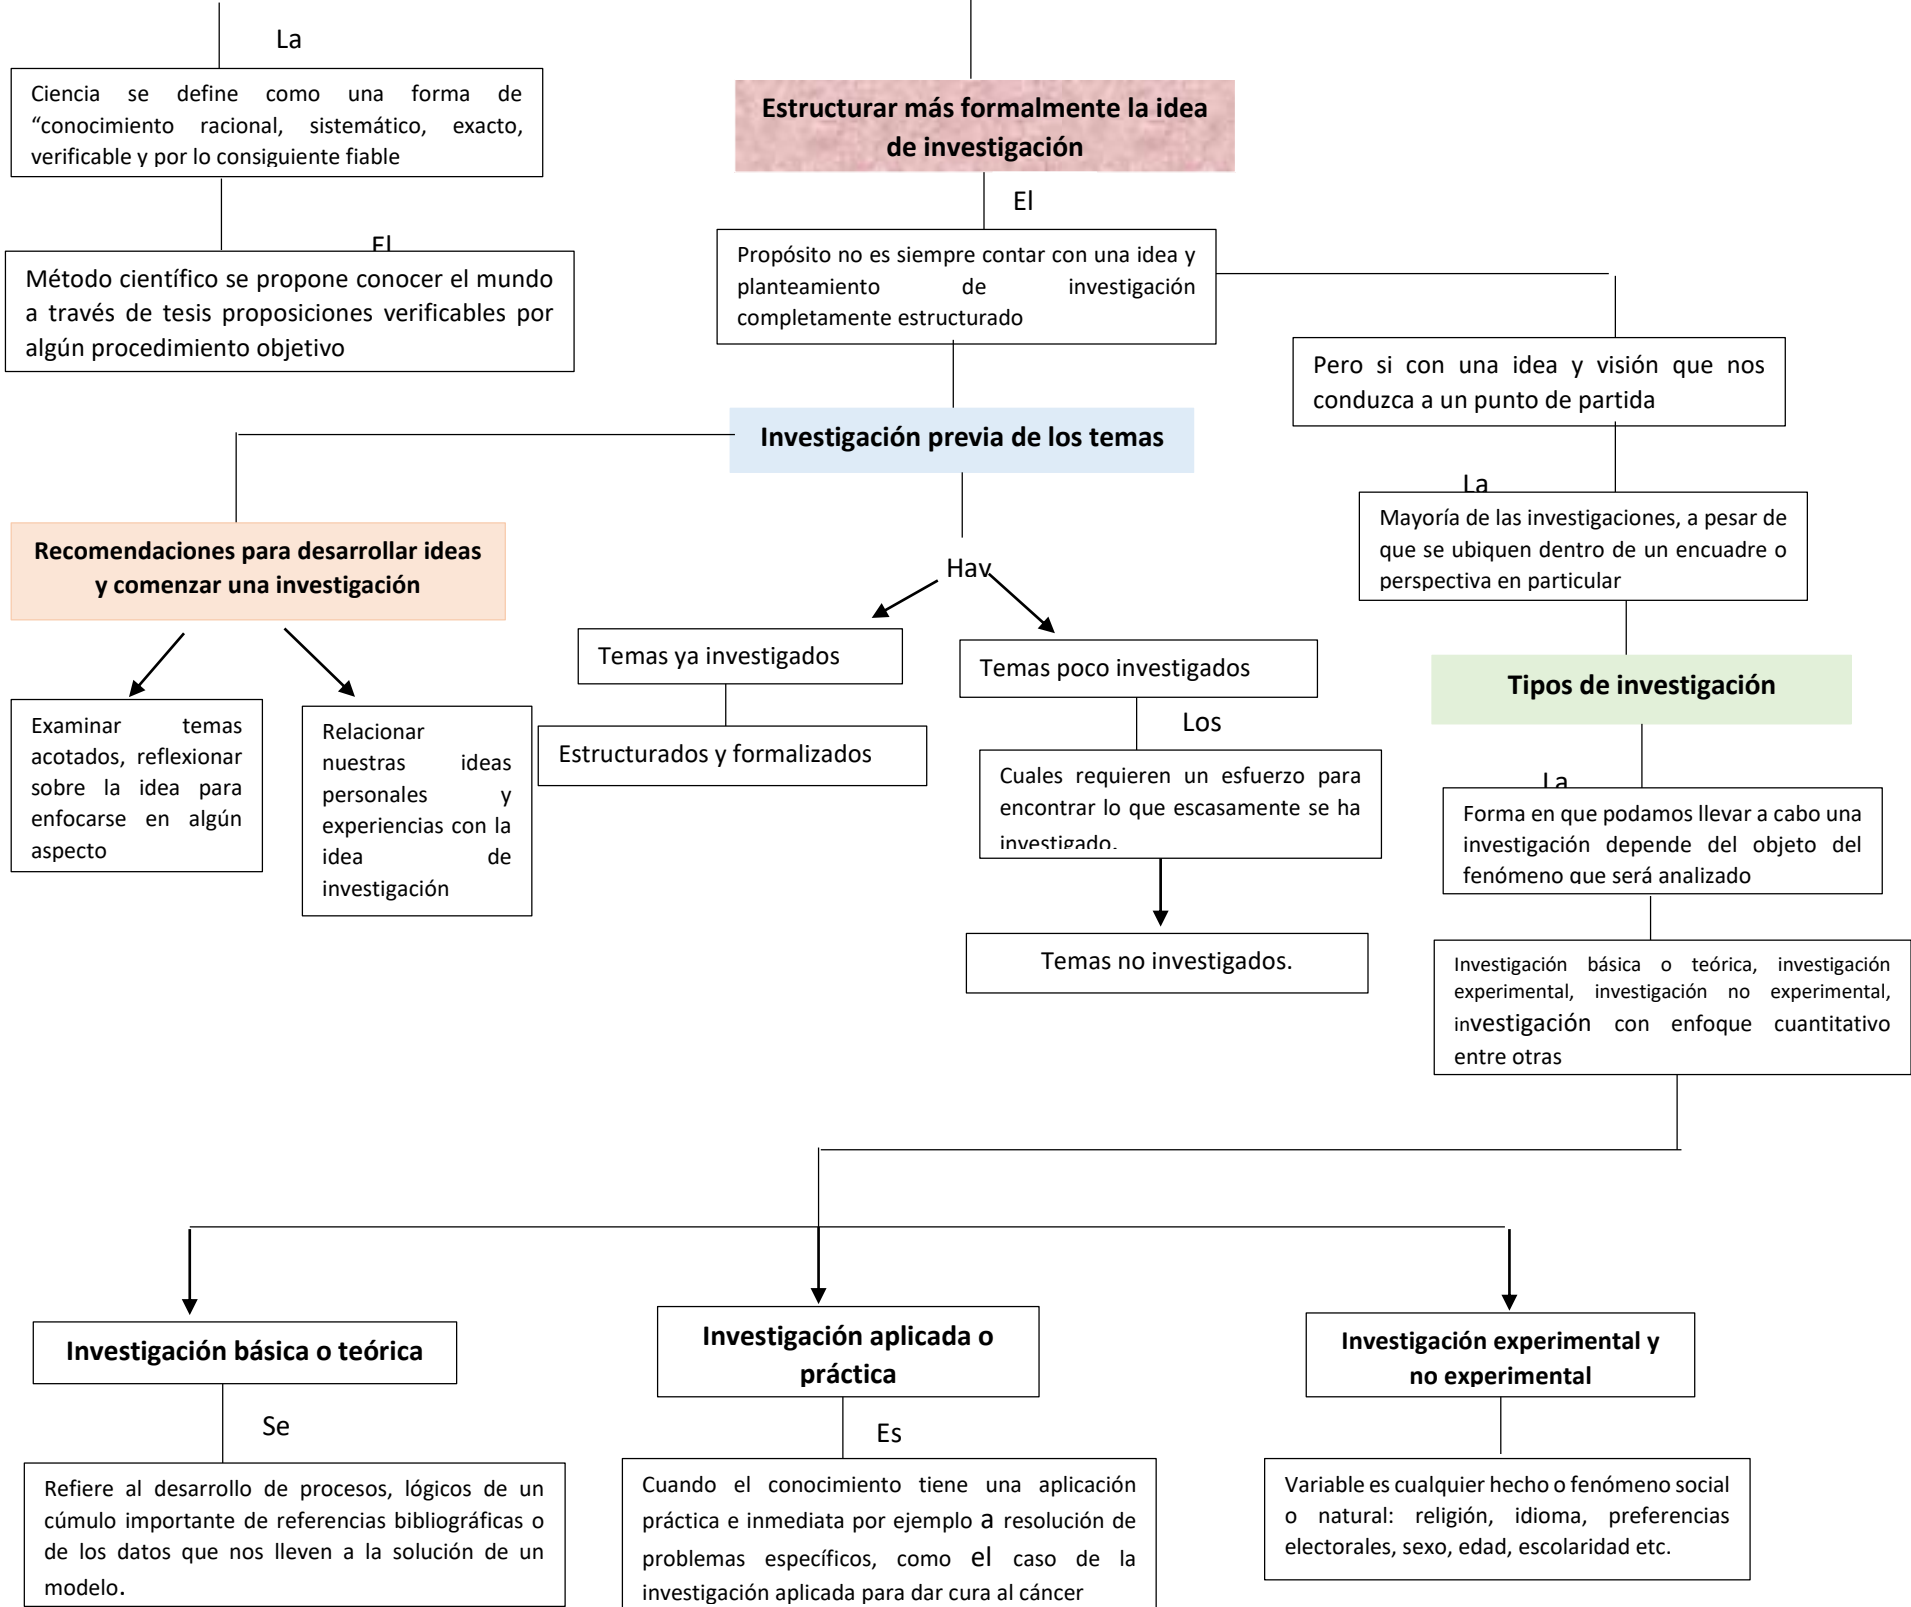 La
Ciencia se define como una forma de
“conocimiento racional, sistemático, exacto,
verificable y por lo consiguiente fiable
El
Método científico se propone conocer el mundo
a través de tesis proposiciones verificables por
algún procedimiento objetivo
Estructurar más formalmente la idea
de investigación
El
Propósito no es siempre contar con una idea y
planteamiento de investigación
completamente estructurado
Pero si con una idea y visión que nos
conduzca a un punto de partida
La
Mayoría de las investigaciones, a pesar de
que se ubiquen dentro de un encuadre o
perspectiva en particular
Investigación previa de los temas
Recomendaciones para desarrollar ideas
y comenzar una investigación
Examinar temas
acotados, reflexionar
sobre la idea para
enfocarse en algún
aspecto
Relacionar
nuestras ideas
personales y
experiencias con la
idea de
investigación
Hay
Temas ya investigados
Estructurados y formalizados
Temas poco investigados
Los
Cuales requieren un esfuerzo para
encontrar lo que escasamente se ha
investigado.
Temas no investigados.
Tipos de investigación
La
Forma en que podamos llevar a cabo una
investigación depende del objeto del
fenómeno que será analizado
Investigación básica o teórica, investigación
experimental, investigación no experimental,
investigación con enfoque cuantitativo
entre otras
Investigación básica o teórica
Se
Refiere al desarrollo de procesos, lógicos de un
cúmulo importante de referencias bibliográficas o
de los datos que nos lleven a la solución de un
modelo.
Investigación aplicada o
práctica
Es
Cuando el conocimiento tiene una aplicación
práctica e inmediata por ejemplo a resolución de
problemas específicos, como el caso de la
investigación aplicada para dar cura al cáncer
Investigación experimental y
no experimental
Variable es cualquier hecho o fenómeno social
o natural: religión, idioma, preferencias
electorales, sexo, edad, escolaridad etc.